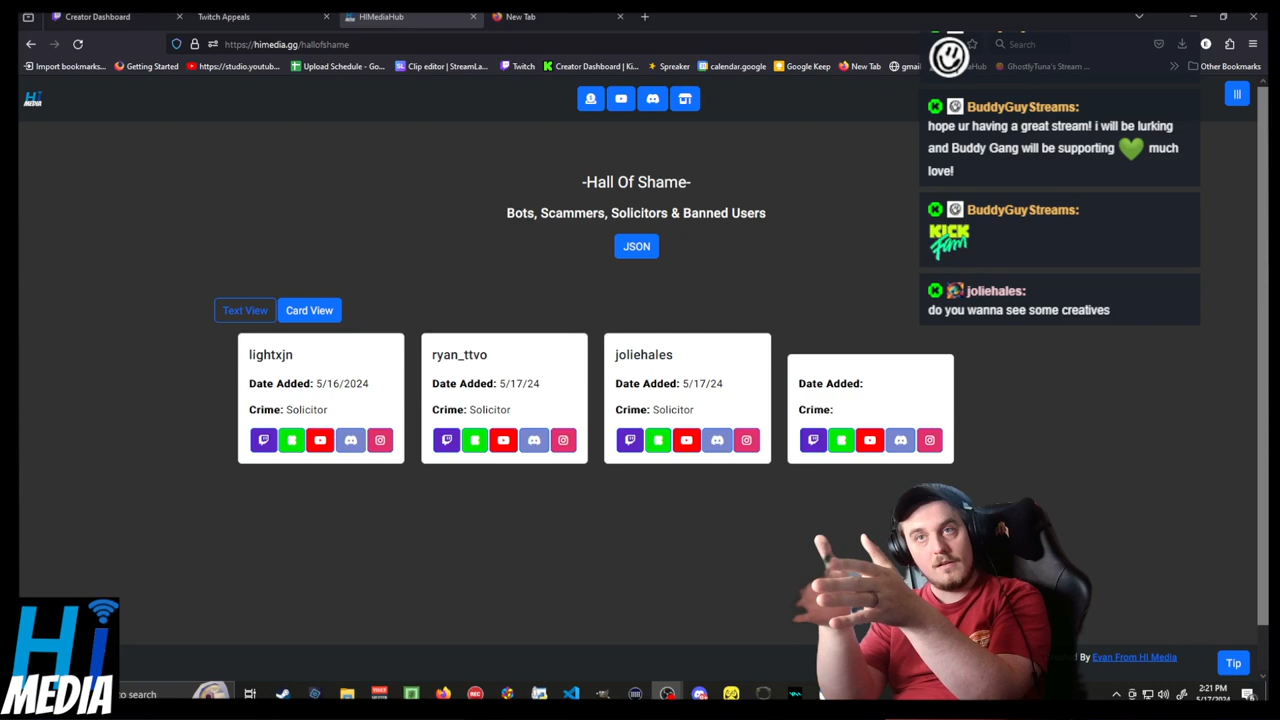 Creator Dashboard
Twitch Appeals
HIMediaHub
New Tab
https://himedia.gg/hallofshame
Search
Import bookmarks...
Getting Started
https://studio.youtub...
Upload Schedule - Go...
Clip editor | StreamLa...
Twitch
Creator Dashboard | Ki...
Spreaker
calendar.google
Google Keep
New Tab
gmai
GhostlyTuna's Stream ...
Other Bookmarks
HI
MEDIA
-Hall Of Shame-
Bots, Scammers, Solicitors & Banned Users
JSON
Text View
Card View
lightxjn
Date Added: 5/16/2024
Crime: Solicitor
ryan_ttvo
Date Added: 5/17/24
Crime: Solicitor
joliehales
Date Added: 5/17/24
Crime: Solicitor
Date Added:
Crime:
BuddyGuyStreams:
hope ur having a great stream! i will be lurking
and Buddy Gang will be supporting much
love!
BuddyGuyStreams:
KICK
Fam
joliehales:
do you wanna see some creatives
By Evan From HI Media
Tip
Hi
MEDIA
to search
REC
2:21 PM
5/17/2024